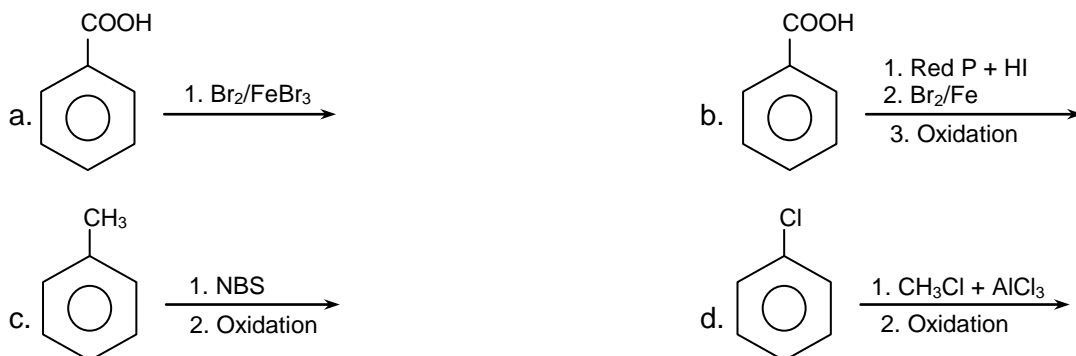 COOH
a.
1. Br₂/FeBr₃
COOH
b.
1. Red P + HI
2. Br₂/Fe
3. Oxidation
CH₃
c.
1. NBS
2. Oxidation
Cl
d.
1. CH₃Cl + AlCl₃
2. Oxidation